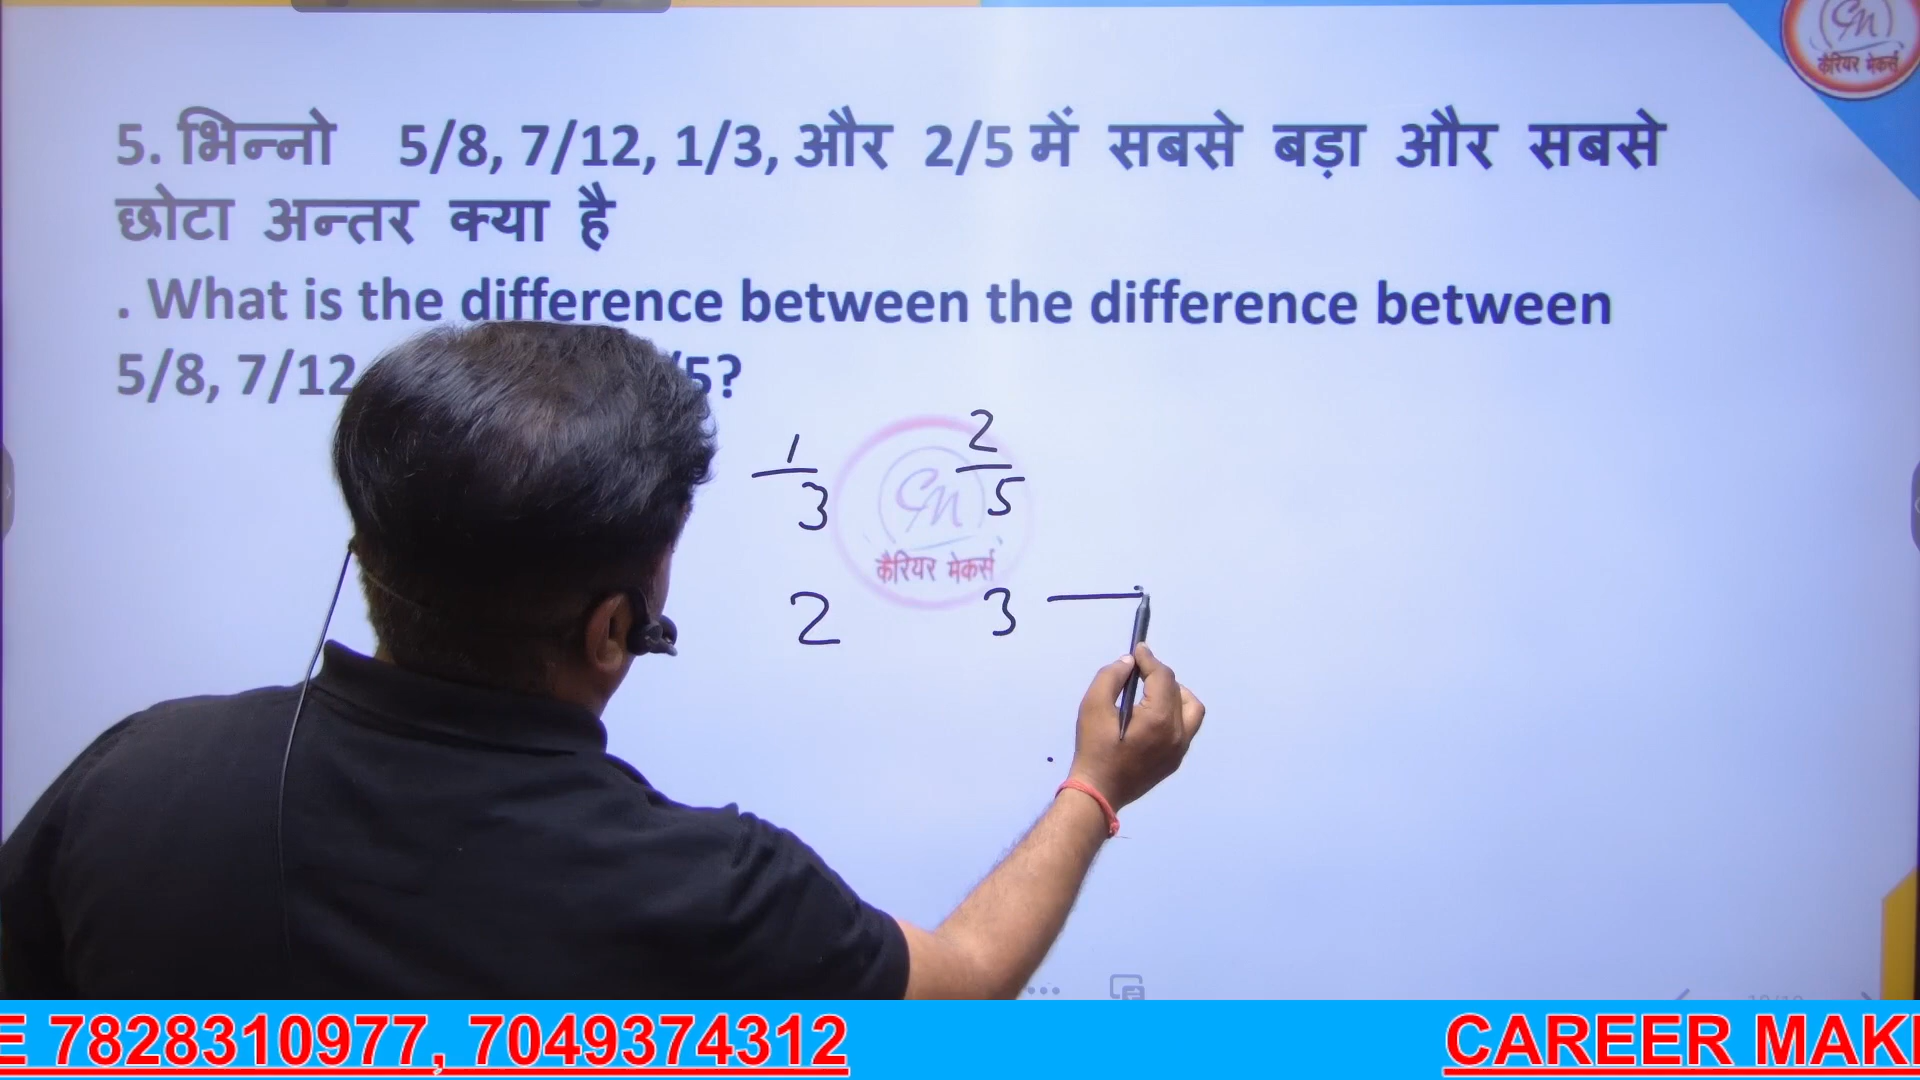 कैरियर मेकर्स
5. भिन्नो 5/8, 7/12, 1/3, और 2/5 में सबसे बड़ा और सबसे
छोटा अन्तर क्या है
. What is the difference between the difference between
5/8, 7/12 /5?
1/3 2/5
कैरियर मेकर्स
2 3
E 7828310977, 7049374312 CAREER MAK